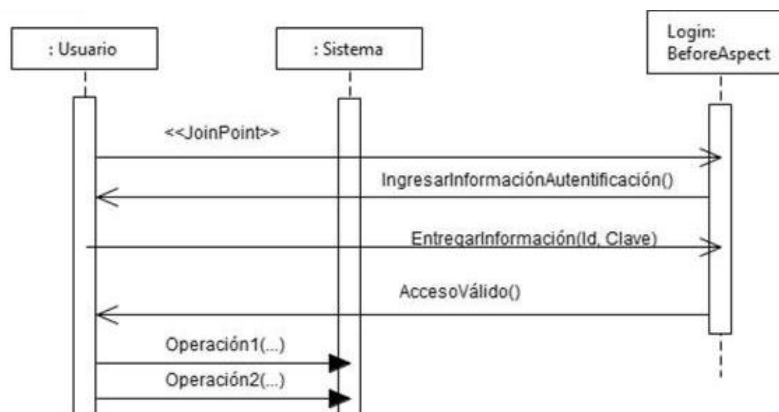 : Usuario
: Sistema
Login:
BeforeAspect
<<JoinPoint>>
IngresarInformaciónAutentificación()
EntregarInformación(Id, Clave)
AccesoVálido()
Operación1(...)
Operación2(...)